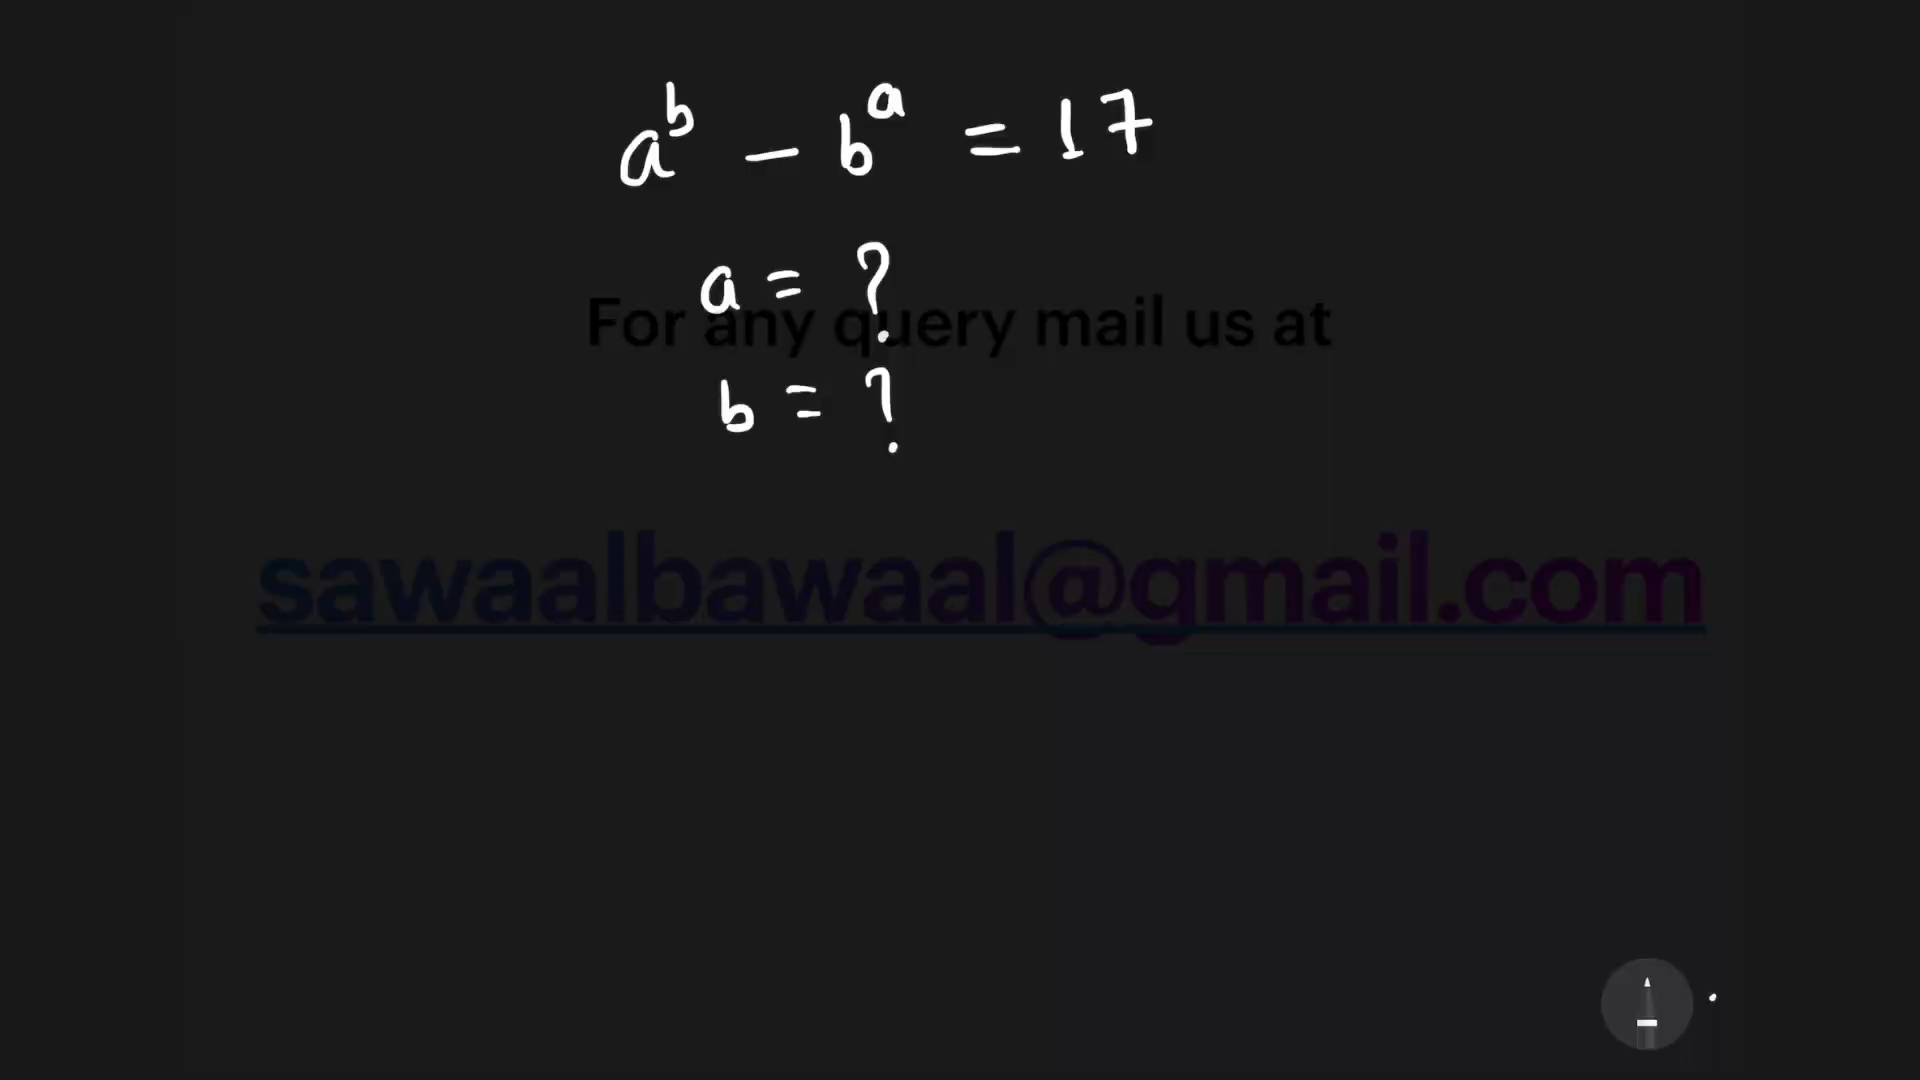 a^b - b^a = 17
a = ?
For any query mail us at
b = ?
sawaalbawaal@gmail.com